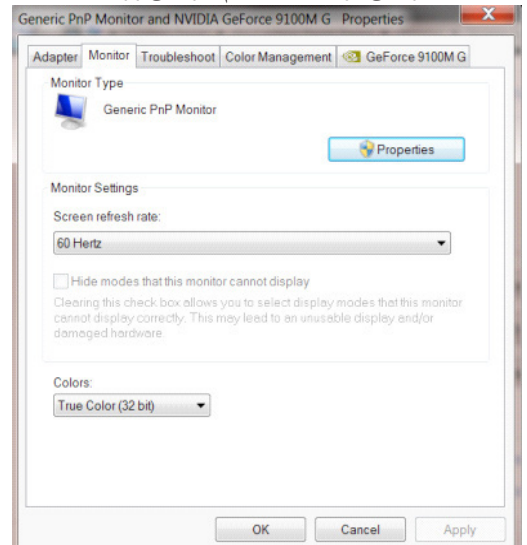 Generic PnP Monitor and NVIDIA GeForce 9100M G Properties
Adapter Monitor Troubleshoot Color Management GeForce 9100M G
Monitor Type
Generic PnP Monitor
Properties
Monitor Settings
Screen refresh rate:
60 Hertz
Hide modes that this monitor cannot display
Clearing this check box allows you to select display modes that this monitor
cannot display correctly. This may lead to an unusable display and/or
damaged hardware.
Colors:
True Color (32 bit)
OK Cancel Apply